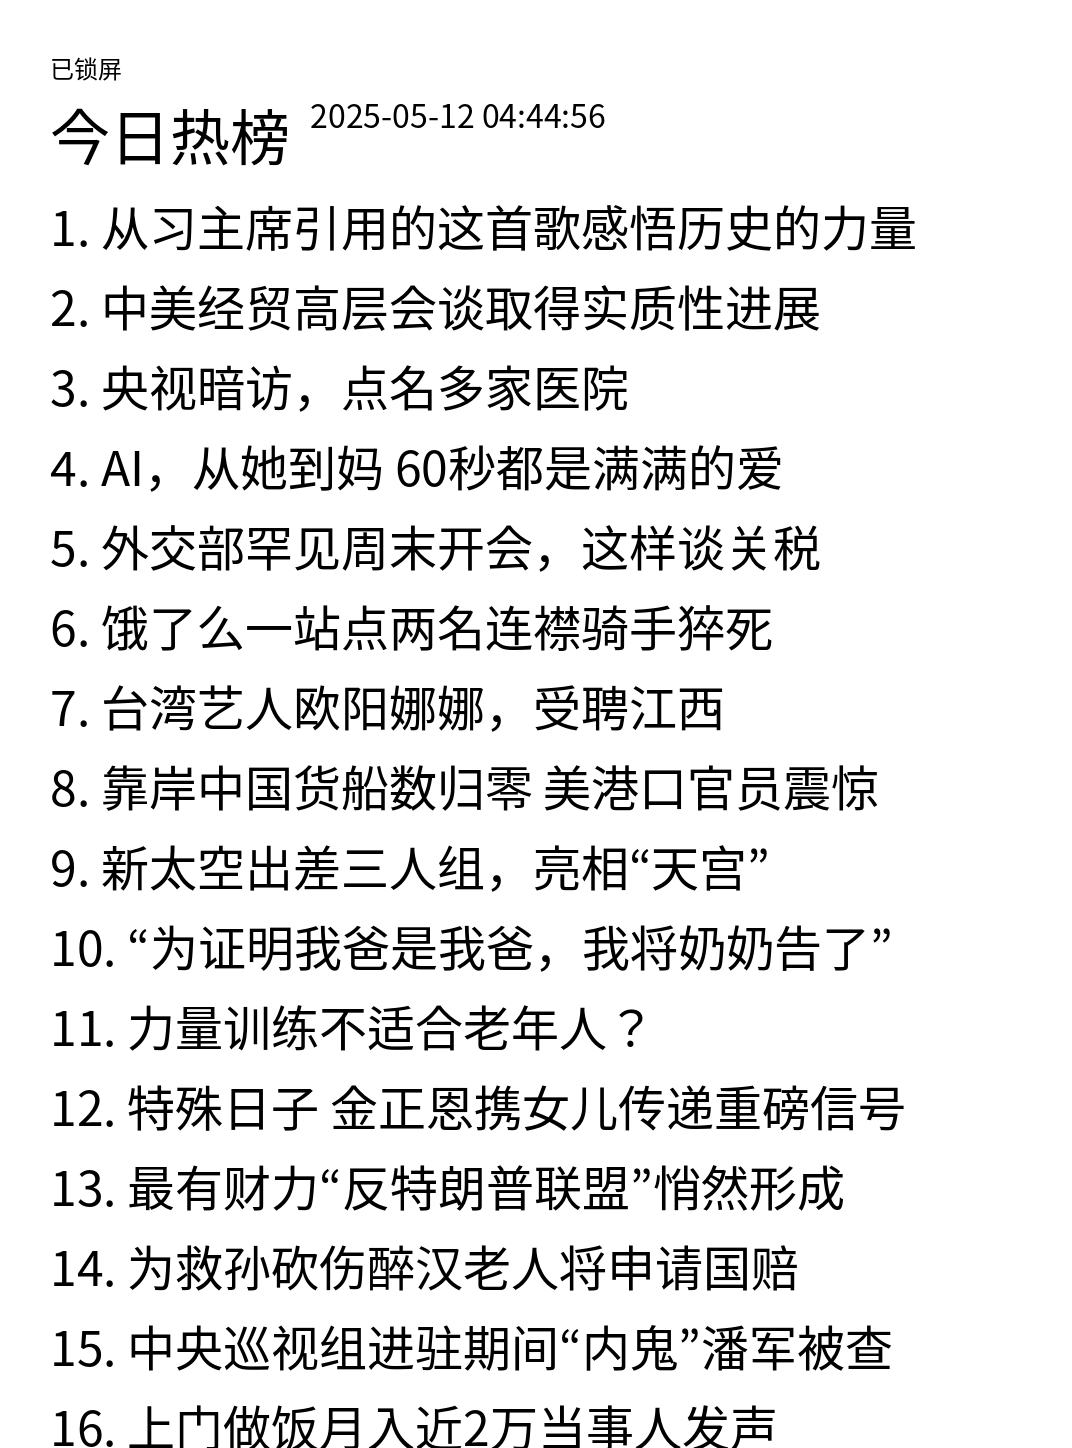 已锁屏
今日热榜 2025-05-12 04:44:56
1. 从习主席引用的这首歌感悟历史的力量
2. 中美经贸高层会谈取得实质性进展
3. 央视暗访，点名多家医院
4. AI，从她到妈 60秒都是满满的爱
5. 外交部罕见周末开会，这样谈关税
6. 饿了么一站点两名连襟骑手猝死
7. 台湾艺人欧阳娜娜，受聘江西
8. 靠岸中国货船数归零 美港口官员震惊
9. 新太空出差三人组，亮相“天宫”
10. “为证明我爸是我爸，我将奶奶告了”
11. 力量训练不适合老年人？
12. 特殊日子 金正恩携女儿传递重磅信号
13. 最有财力“反特朗普联盟”悄然形成
14. 为救孙砍伤醉汉老人将申请国赔
15. 中央巡视组进驻期间“内鬼”潘军被查
16. 上门做饭月入近2万当事人发声